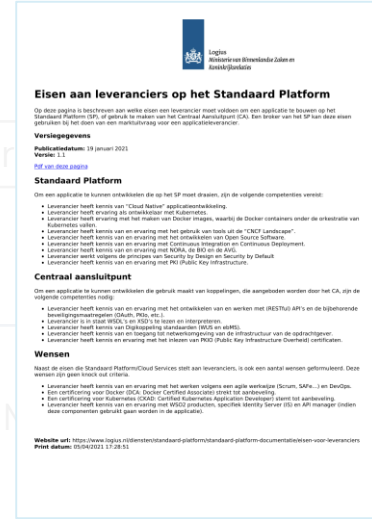 Logius
Ministerie van Binnenlandse Zaken en
Koninkrijksrelaties
Eisen aan leveranciers op het Standaard Platform
Op deze pagina is beschreven aan welke eisen een leverancier moet voldoen om een applicatie te bouwen op het
Standaard Platform (SP), of gebruik te maken van het Centraal Aansluitpunt (CA). Een broker van het SP kan deze eisen
gebruiken bij het doen van een marktuitvraag voor een applicatieleverancier.
Versiegegevens
Publicatiedatum: 19 januari 2021
Versie: 1.1
Pdf van deze pagina
Standaard Platform
Om een applicatie te kunnen ontwikkelen die op het SP moet draaien, zijn de volgende competenties vereist:
• Leverancier heeft kennis van "Cloud Native" applicatieontwikkeling.
• Leverancier heeft ervaring als ontwikkelaar met Kubernetes.
• Leverancier heeft ervaring met het maken van Docker images, waarbij de Docker containers onder de orkestratie van
Kubernetes vallen.
• Leverancier heeft kennis van en ervaring met het gebruik van tools uit de "CNCF Landscape".
• Leverancier heeft kennis van en ervaring met het ontwikkelen van Open Source Software.
• Leverancier heeft kennis van en ervaring met Continuous Integration en Continuous Deployment.
• Leverancier heeft kennis van en ervaring met NORA, de BIO en de AVG.
• Leverancier werkt volgens de principes van Security by Design en Security by Default
• Leverancier heeft kennis van en ervaring met PKI (Public Key Infrastructure.
Centraal aansluitpunt
Om een applicatie te kunnen ontwikkelen die gebruik maakt van koppelingen, die aangeboden worden door het CA, zijn de
volgende competenties nodig:
• Leverancier heeft kennis van en ervaring met het ontwikkelen van en werken met (RESTful) API's en de bijbehorende
beveiligingsmaatregelen (OAuth, PKIo, etc.).
• Leverancier is in staat WSDL's en XSD's te lezen en interpreteren.
• Leverancier heeft kennis van Digikoppeling standaarden (WUS en ebMS).
• Leverancier heeft kennis van en toegang tot netwerkomgeving van de infrastructuur van de opdrachtgever.
• Leverancier heeft kennis en ervaring met het inlezen van PKIO (Public Key Infrastructure Overheid) certificaten.
Wensen
Naast de eisen die Standaard Platform/Cloud Services stelt aan leveranciers, is ook een aantal wensen geformuleerd. Deze
wensen zijn geen knock out criteria.
• Leverancier heeft kennis van en ervaring met het werken volgens een agile werkwijze (Scrum, SAFe...) en DevOps.
• Een certificering voor Docker (DCA: Docker Certified Associate) strekt tot aanbeveling.
• Een certificering voor Kubernetes (CKAD: Certified Kubernetes Application Developer) stemt tot aanbeveling.
• Leverancier heeft kennis van en ervaring met WSO2 producten, specifiek Identity Server (IS) en API manager (indien
deze componenten gebruikt gaan worden in de applicatie).
Website url: https://www.logius.nl/diensten/standaard-platform/standaard-platform-documentatie/eisen-voor-leveranciers
Print datum: 05/04/2021 17:28:51